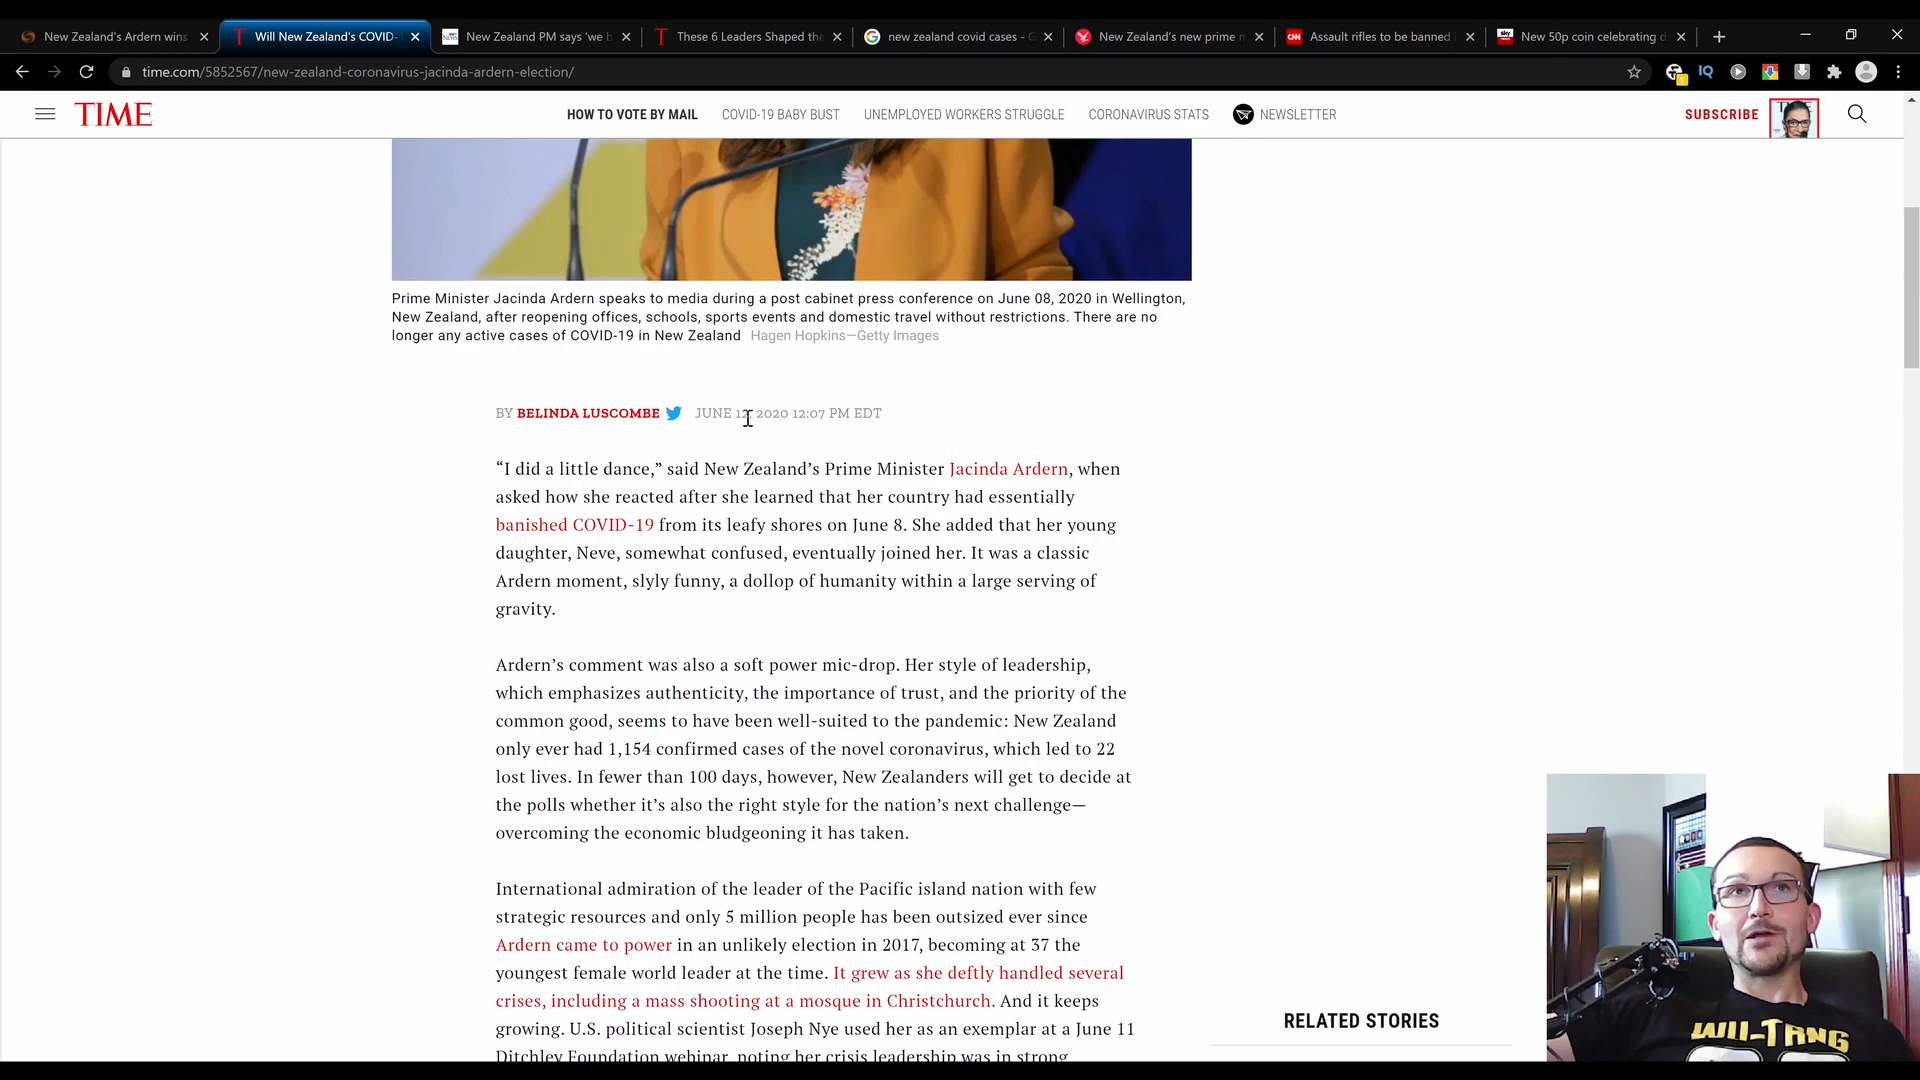 New Zealand's Ardern wins
Will New Zealand's COVID-
New Zealand PM says 'we b
These 6 Leaders Shaped the
new zealand covid cases - G
New Zealand's new prime n
Assault rifles to be banned
New 50p coin celebrating d
time.com/5852567/new-zealand-coronavirus-jacinda-ardern-election/
TIME
HOW TO VOTE BY MAIL
COVID-19 BABY BUST
UNEMPLOYED WORKERS STRUGGLE
CORONAVIRUS STATS
NEWSLETTER
SUBSCRIBE
Prime Minister Jacinda Ardern speaks to media during a post cabinet press conference on June 08, 2020 in Wellington,
New Zealand, after reopening offices, schools, sports events and domestic travel without restrictions. There are no
longer any active cases of COVID-19 in New Zealand Hagen Hopkins—Getty Images
BY BELINDA LUSCOMBE JUNE 12, 2020 12:07 PM EDT
“I did a little dance,” said New Zealand’s Prime Minister Jacinda Ardern, when
asked how she reacted after she learned that her country had essentially
banished COVID-19 from its leafy shores on June 8. She added that her young
daughter, Neve, somewhat confused, eventually joined her. It was a classic
Ardern moment, slyly funny, a dollop of humanity within a large serving of
gravity.
Ardern’s comment was also a soft power mic-drop. Her style of leadership,
which emphasizes authenticity, the importance of trust, and the priority of the
common good, seems to have been well-suited to the pandemic: New Zealand
only ever had 1,154 confirmed cases of the novel coronavirus, which led to 22
lost lives. In fewer than 100 days, however, New Zealanders will get to decide at
the polls whether it’s also the right style for the nation’s next challenge—
overcoming the economic bludgeoning it has taken.
International admiration of the leader of the Pacific island nation with few
strategic resources and only 5 million people has been outsized ever since
Ardern came to power in an unlikely election in 2017, becoming at 37 the
youngest female world leader at the time. It grew as she deftly handled several
crises, including a mass shooting at a mosque in Christchurch. And it keeps
growing. U.S. political scientist Joseph Nye used her as an exemplar at a June 11
Ditchley Foundation webinar, noting her crisis leadership was in strong
RELATED STORIES
WU-TANG